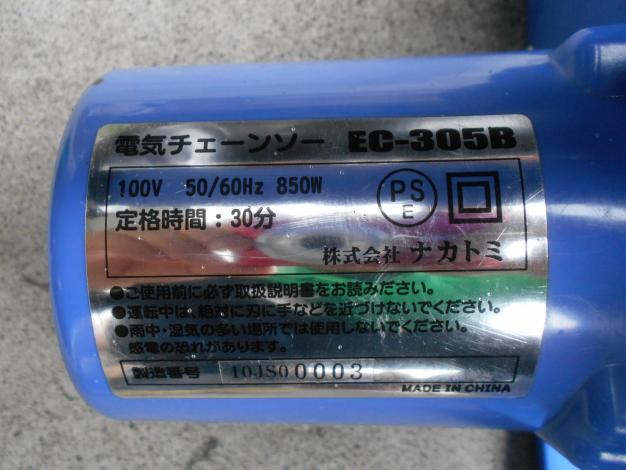 電気チェーンソー EC-305B
100V 50/60Hz 850W
PS
E
定格時間：30分
株式会社 ナカトミ
●ご使用前に必ず取扱説明書をお読みださい。
●運転中は、絶対に刃に手などを近づけないでください。
●雨中・湿気の多い場所では使用しないでください。
感電の恐れがあります。
製造番号 10JS00003
MADE IN CHINA